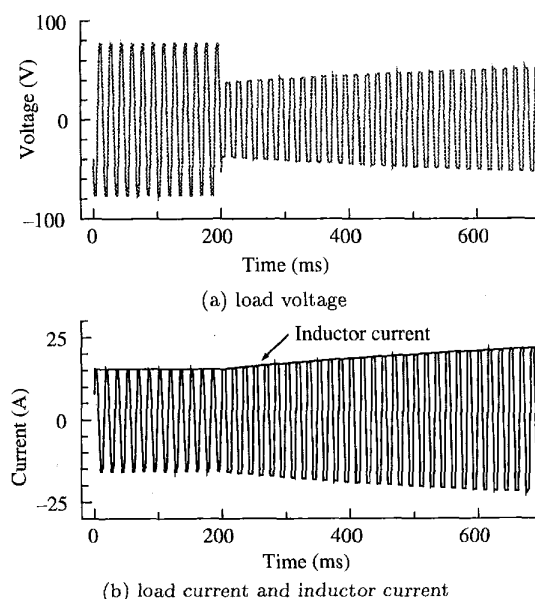 100
Voltage (V)
0
−100
0 200 400 600
Time (ms)
(a) load voltage
25
Inductor current
Current (A)
0
−25
0 200 400 600
Time (ms)
(b) load current and inductor current